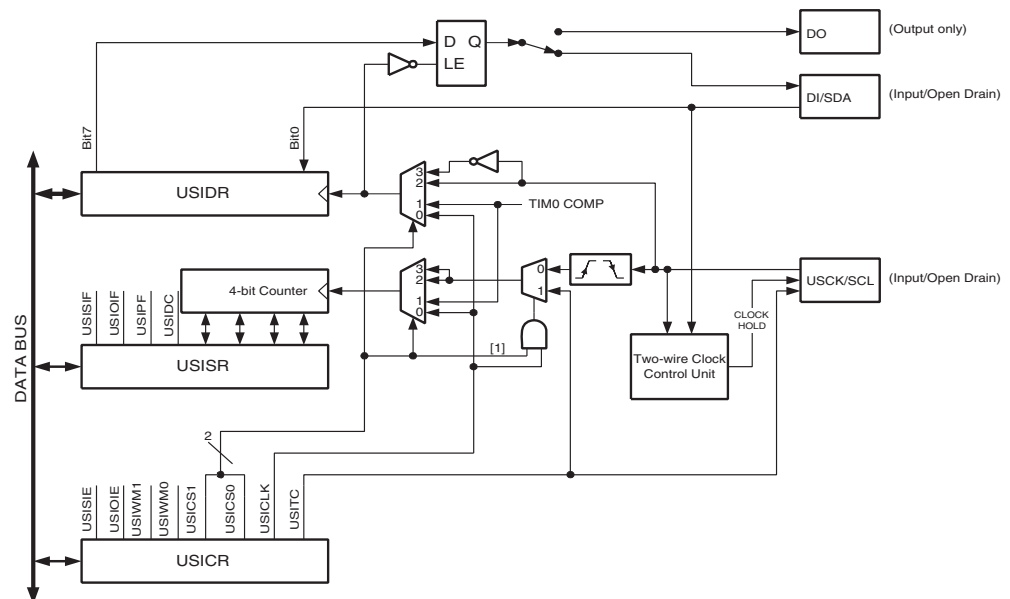 DO
(Output only)
D Q
LE
DI/SDA
(Input/Open Drain)
Bit7
Bit0
USIDR
3
2
1
0
TIM0 COMP
4-bit Counter
3
2
1
0
0
1
USCK/SCL
(Input/Open Drain)
CLOCK
HOLD
[1]
Two-wire Clock
Control Unit
USISIF
USIOIF
USIPF
USIDC
USISR
DATA BUS
2
USISIE
USIOIE
USIWM1
USIWM0
USICS1
USICS0
USICLK
USITC
USICR